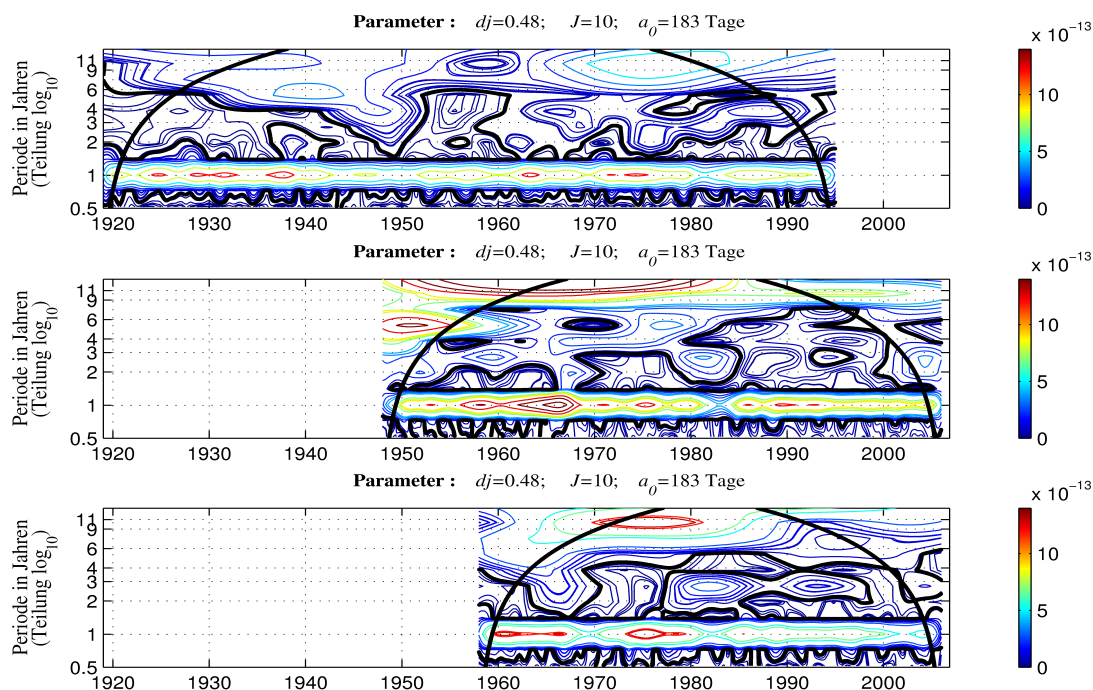 Parameter : dj=0.48; J=10; a0=183 Tage
x 10-13
Periode in Jahren
(Teilung log10)
11
9
6
4
3
2
1
0.5
1920 1930 1940 1950 1960 1970 1980 1990 2000
10
5
0
Parameter : dj=0.48; J=10; a0=183 Tage
x 10-13
Periode in Jahren
(Teilung log10)
11
9
6
4
3
2
1
0.5
1920 1930 1940 1950 1960 1970 1980 1990 2000
10
5
0
Parameter : dj=0.48; J=10; a0=183 Tage
x 10-13
Periode in Jahren
(Teilung log10)
11
9
6
4
3
2
1
0.5
1920 1930 1940 1950 1960 1970 1980 1990 2000
10
5
0